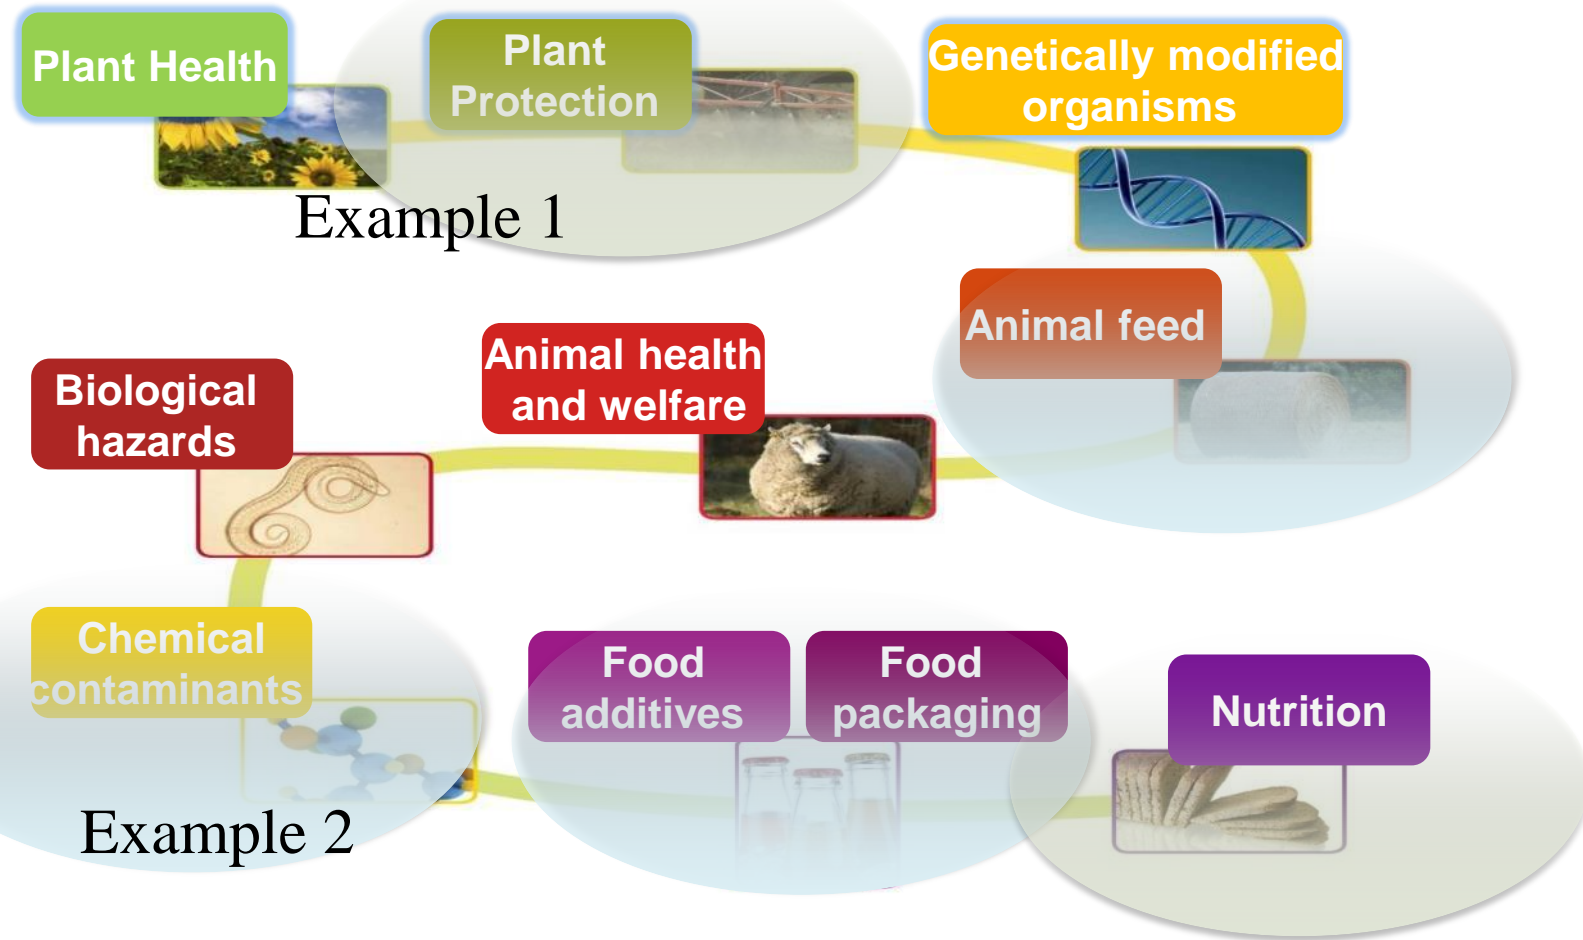 Plant Health
Plant
Protection
Genetically modified
organisms
Example 1
Animal feed
Animal health
and welfare
Biological
hazards
Chemical
contaminants
Food
additives
Food
packaging
Nutrition
Example 2